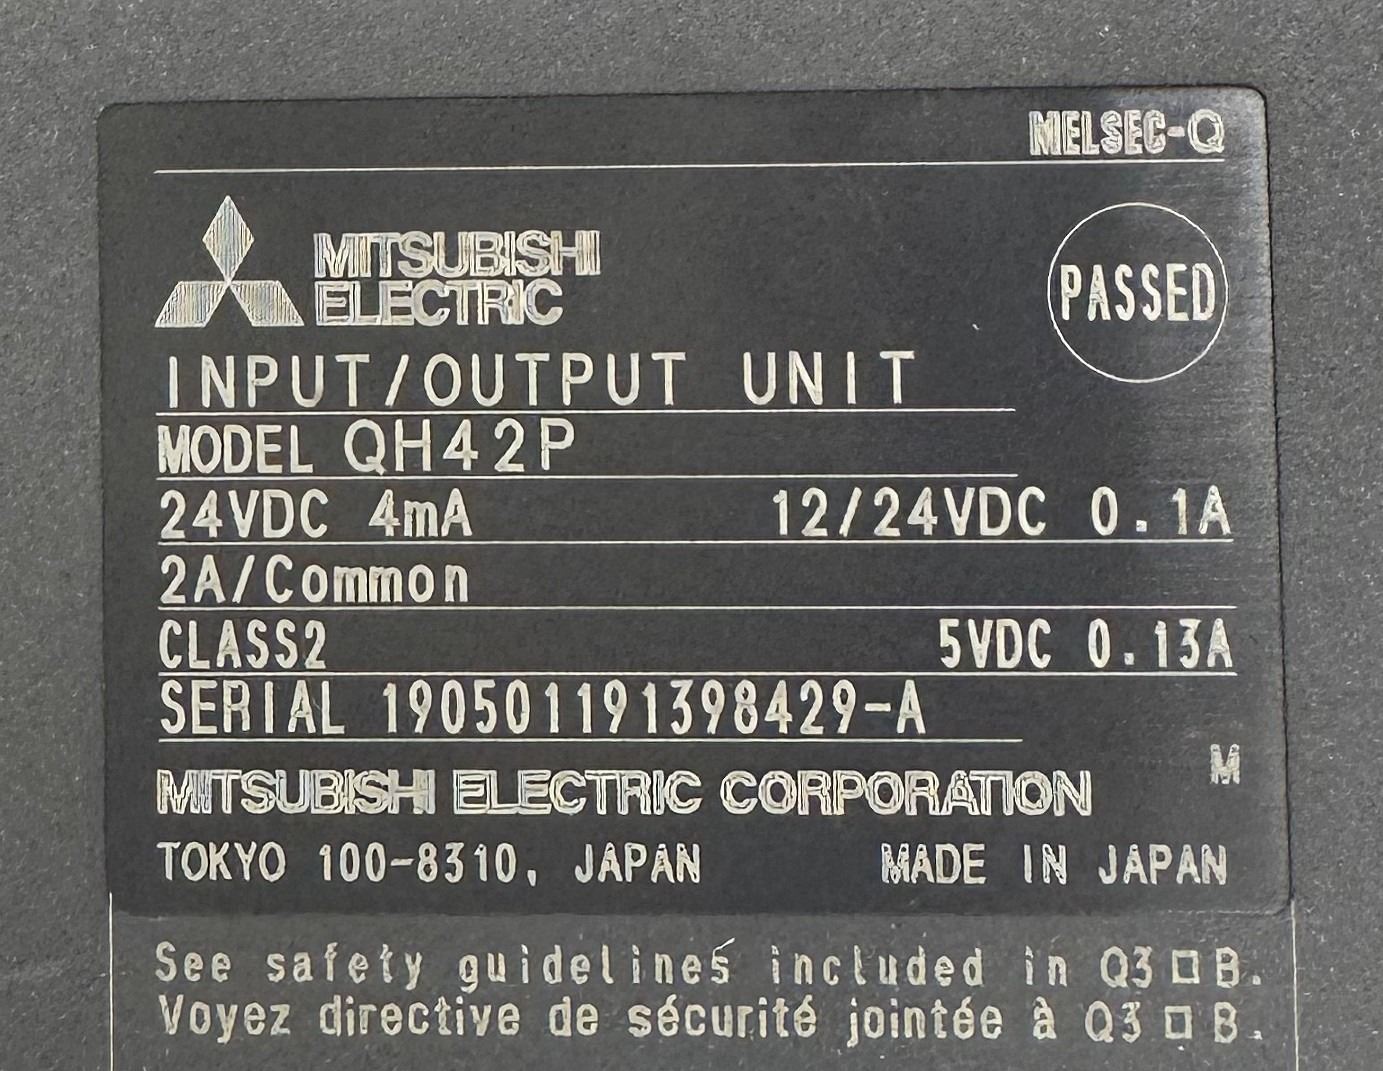 MELSEC-Q
MITSUBISHI
ELECTRIC
PASSED
INPUT/OUTPUT UNIT
MODEL QH42P
24VDC 4mA 12/24VDC 0.1A
2A/Common
CLASS2 5VDC 0.13A
SERIAL 190501191398429-A
M
MITSUBISHI ELECTRIC CORPORATION
TOKYO 100-8310, JAPAN MADE IN JAPAN
See safety guidelines included in Q3□B.
Voyez directive de sécurité jointée à Q3□B.